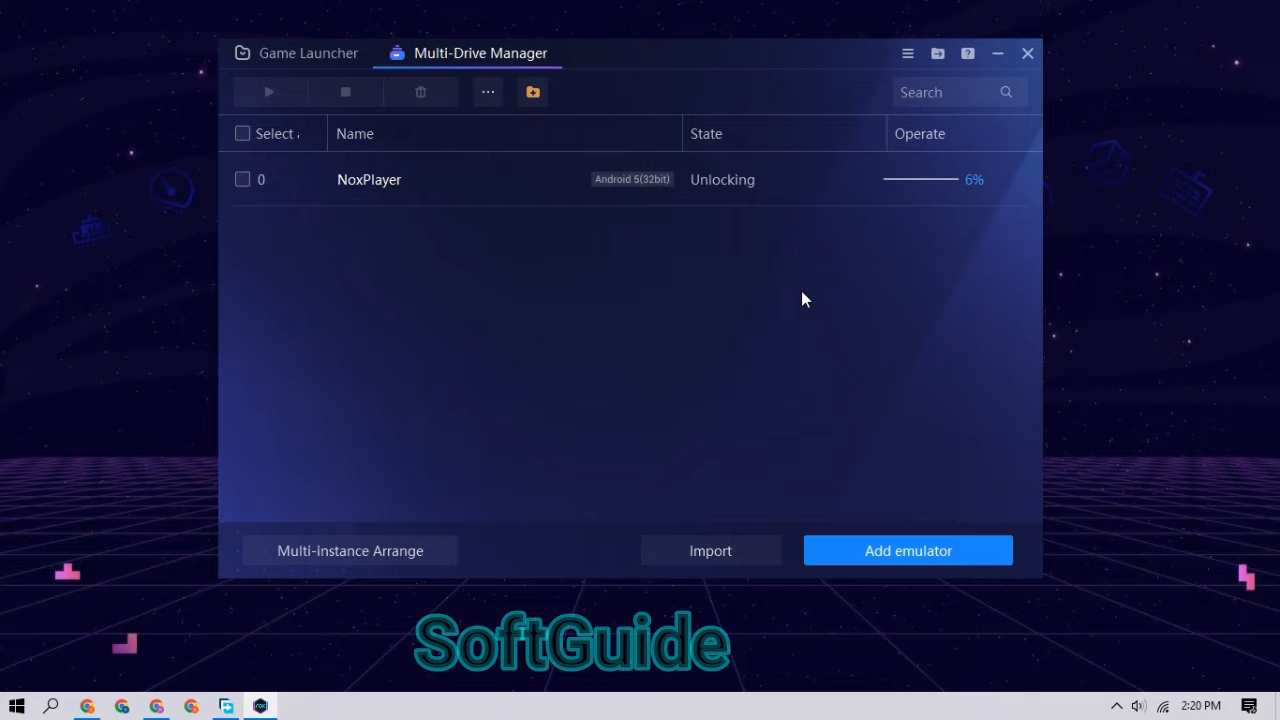 Game Launcher Multi-Drive Manager
Search
Select Name State Operate
0 NoxPlayer Android 5(32bit) Unlocking 6%
Multi-instance Arrange Import Add emulator
SoftGuide
2:20 PM